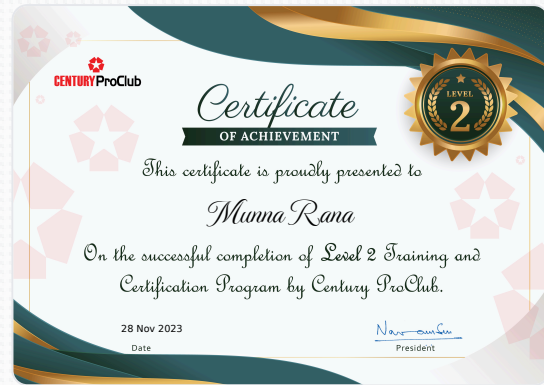 CENTURY ProClub
Certificate
OF ACHIEVEMENT
LEVEL
2
This certificate is proudly presented to
Munna Rana
On the successful completion of Level 2 Training and
Certification Program by Century ProClub.
28 Nov 2023
Date
President